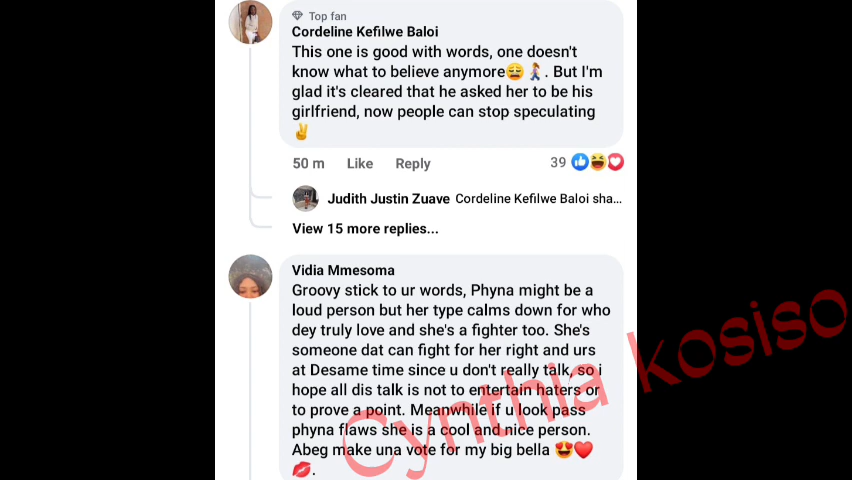 Top fan
Cordeline Kefilwe Baloi
This one is good with words, one doesn't
know what to believe anymore😩🚶. But I'm
glad it's cleared that he asked her to be his
girlfriend, now people can stop speculating
✌️
50 m Like Reply 39
Judith Justin Zuave Cordeline Kefilwe Baloi sha...
View 15 more replies...
Vidia Mmesoma
Groovy stick to ur words, Phyna might be a
loud person but her type calms down for who
dey truly love and she's a fighter too. She's
someone dat can fight for her right and urs
at Desame time since u don't really talk, so i
hope all dis talk is not to entertain haters or
to prove a point. Meanwhile if u look pass
phyna flaws she is a cool and nice person.
Abeg make una vote for my big bella 😍❤️
💋.
Cynthia kosiso